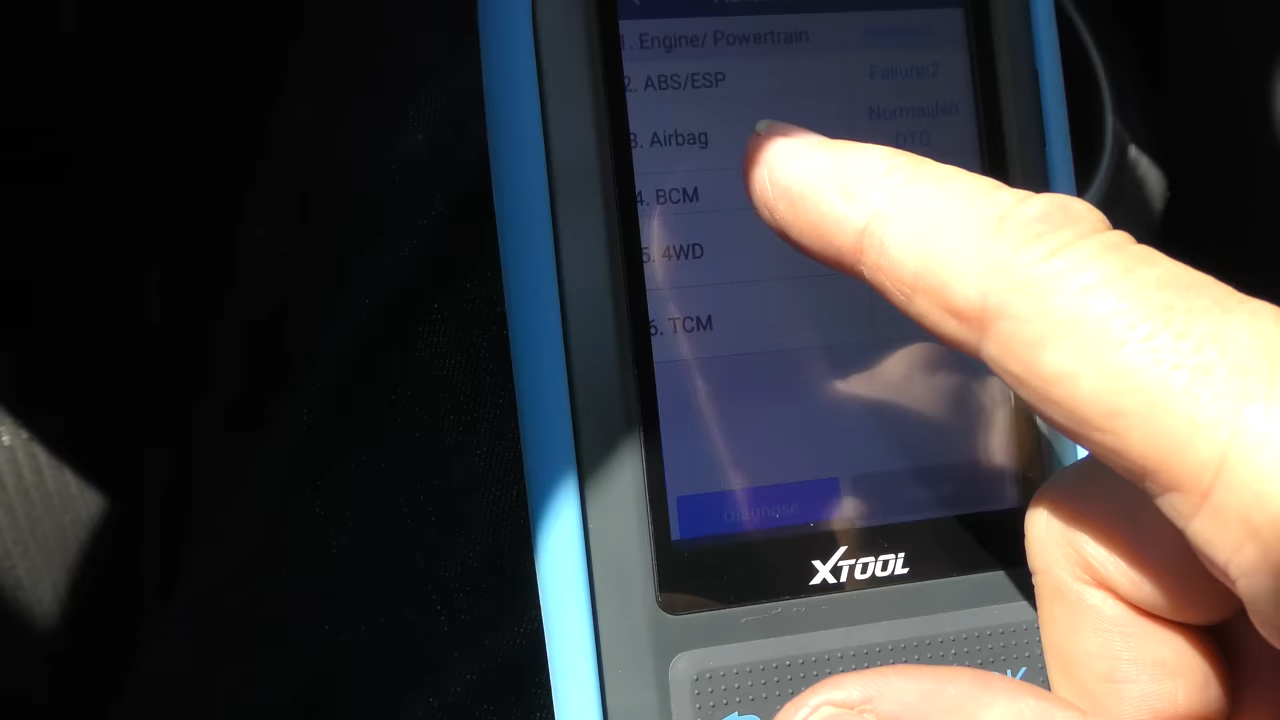 1. Engine/ Powertrain
2. ABS/ESP
Failure2
3. Airbag
Normal;No
DTC
4. BCM
5. 4WD
6. TCM
Diagnose
XTOOL